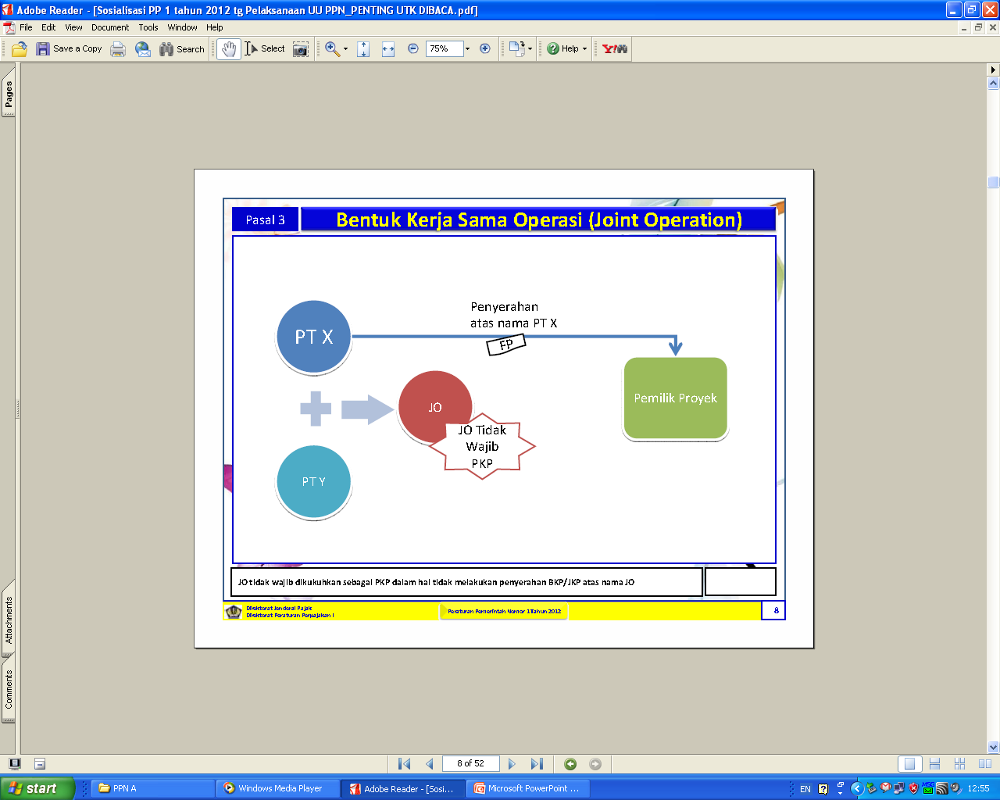 Adobe Reader - [Sosialisasi PP 1 tahun 2012 tg Pelaksanaan UU PPN_PENTING UTK DIBACA.pdf]
File Edit View Document Tools Window Help
Save a Copy Search Select 75% Help Y!
Pages
Pasal 3
Bentuk Kerja Sama Operasi (Joint Operation)
PT X
Penyerahan
atas nama PT X
FP
Pemilik Proyek
JO
JO Tidak
Wajib
PKP
PT Y
JO tidak wajib dikukuhkan sebagai PKP dalam hal tidak melakukan penyerahan BKP/JKP atas nama JO
Direktorat Jenderal Pajak
Direktorat Peraturan Perpajakan I
Peraturan Pemerintah Nomor 1 Tahun 2012
8
Attachments
Comments
8 of 52
start PPN A Windows Media Player Adobe Reader - [Sosi... Microsoft PowerPoint ... EN MSG 12:55